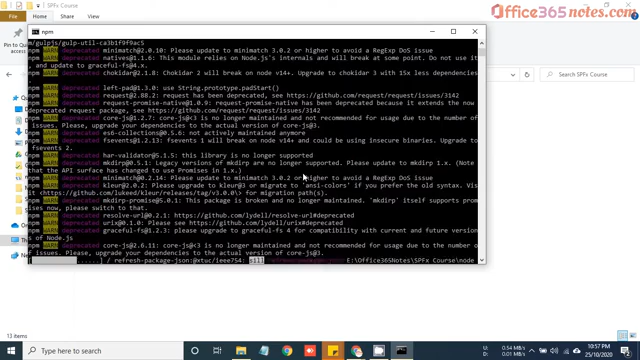 SPFx Course
File Home
Pin to Quick
Office365notes.com
npm
m/gulpjs/gulp-util-ca3b1f9f9ac5
npm WARN deprecated minimatch@2.0.10: Please update to minimatch 3.0.2 or higher to avoid a RegExp DoS issue
npm WARN deprecated natives@1.1.6: This module relies on Node.js's internals and will break at some point. Do not use it
, and update to graceful-fs@4.x.
npm WARN deprecated chokidar@2.1.8: Chokidar 2 will break on node v14+. Upgrade to chokidar 3 with 15x less dependencies
.
npm WARN deprecated left-pad@1.3.0: use String.prototype.padStart()
npm WARN deprecated request@2.88.2: request has been deprecated, see https://github.com/request/request/issues/3142
npm WARN deprecated request-promise-native@1.0.9: request-promise-native has been deprecated because it extends the now
deprecated request package, see https://github.com/request/request/issues/3142
npm WARN deprecated core-js@1.2.7: core-js@<3 is no longer maintained and not recommended for usage due to the number of
issues. Please, upgrade your dependencies to the actual version of core-js@3.
npm WARN deprecated es6-collections@0.5.6: not actively maintained anymore
npm WARN deprecated fsevents@1.2.13: fsevents 1 will break on node v14+ and could be using insecure binaries. Upgrade to
fsevents 2.
npm WARN deprecated har-validator@5.1.5: this library is no longer supported
npm WARN deprecated mkdirp@0.5.1: Legacy versions of mkdirp are no longer supported. Please update to mkdirp 1.x. (Note
that the API surface has changed to use Promises in 1.x.)
npm WARN deprecated minimatch@0.2.14: Please update to minimatch 3.0.2 or higher to avoid a RegExp DoS issue
npm WARN deprecated kleur@2.0.2: Please upgrade to kleur@3 or migrate to 'ansi-colors' if you prefer the old syntax. Vis
it <https://github.com/lukeed/kleur/releases/tag/v3.0.0> for migration path(s).
npm WARN deprecated mkdirp-promise@5.0.1: This package is broken and no longer maintained. 'mkdirp' itself supports prom
ises now, please switch to that.
npm WARN deprecated resolve-url@0.2.1: https://github.com/lydell/resolve-url#deprecated
npm WARN deprecated urix@0.1.0: Please see https://github.com/lydell/urix#deprecated
npm WARN deprecated graceful-fs@1.2.3: please upgrade to graceful-fs 4 for compatibility with current and future version
s of Node.js
npm WARN deprecated core-js@2.6.11: core-js@<3 is no longer maintained and not recommended for usage due to the number o
f issues. Please, upgrade your dependencies to the actual version of core-js@3.
/ refresh-package-json:@xtuc/ieee754: sill E:\Office365Notes\SPFx Course\node
13 items
Type here to search
U: 0.54 MB/s
D: 0.01 MB/s
10:57 PM
25/10/2020